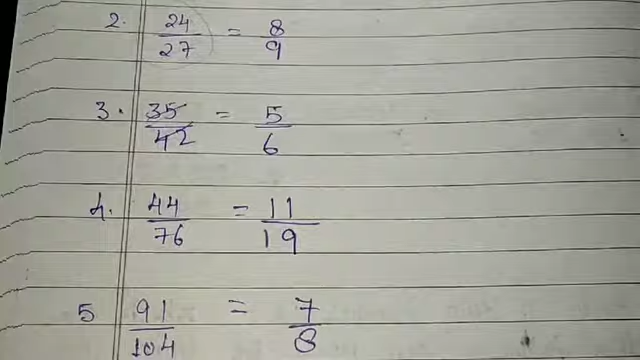 2. 24/27 = 8/9
3. 35/42 = 5/6
4. 44/76 = 11/19
5 91/104 = 7/8